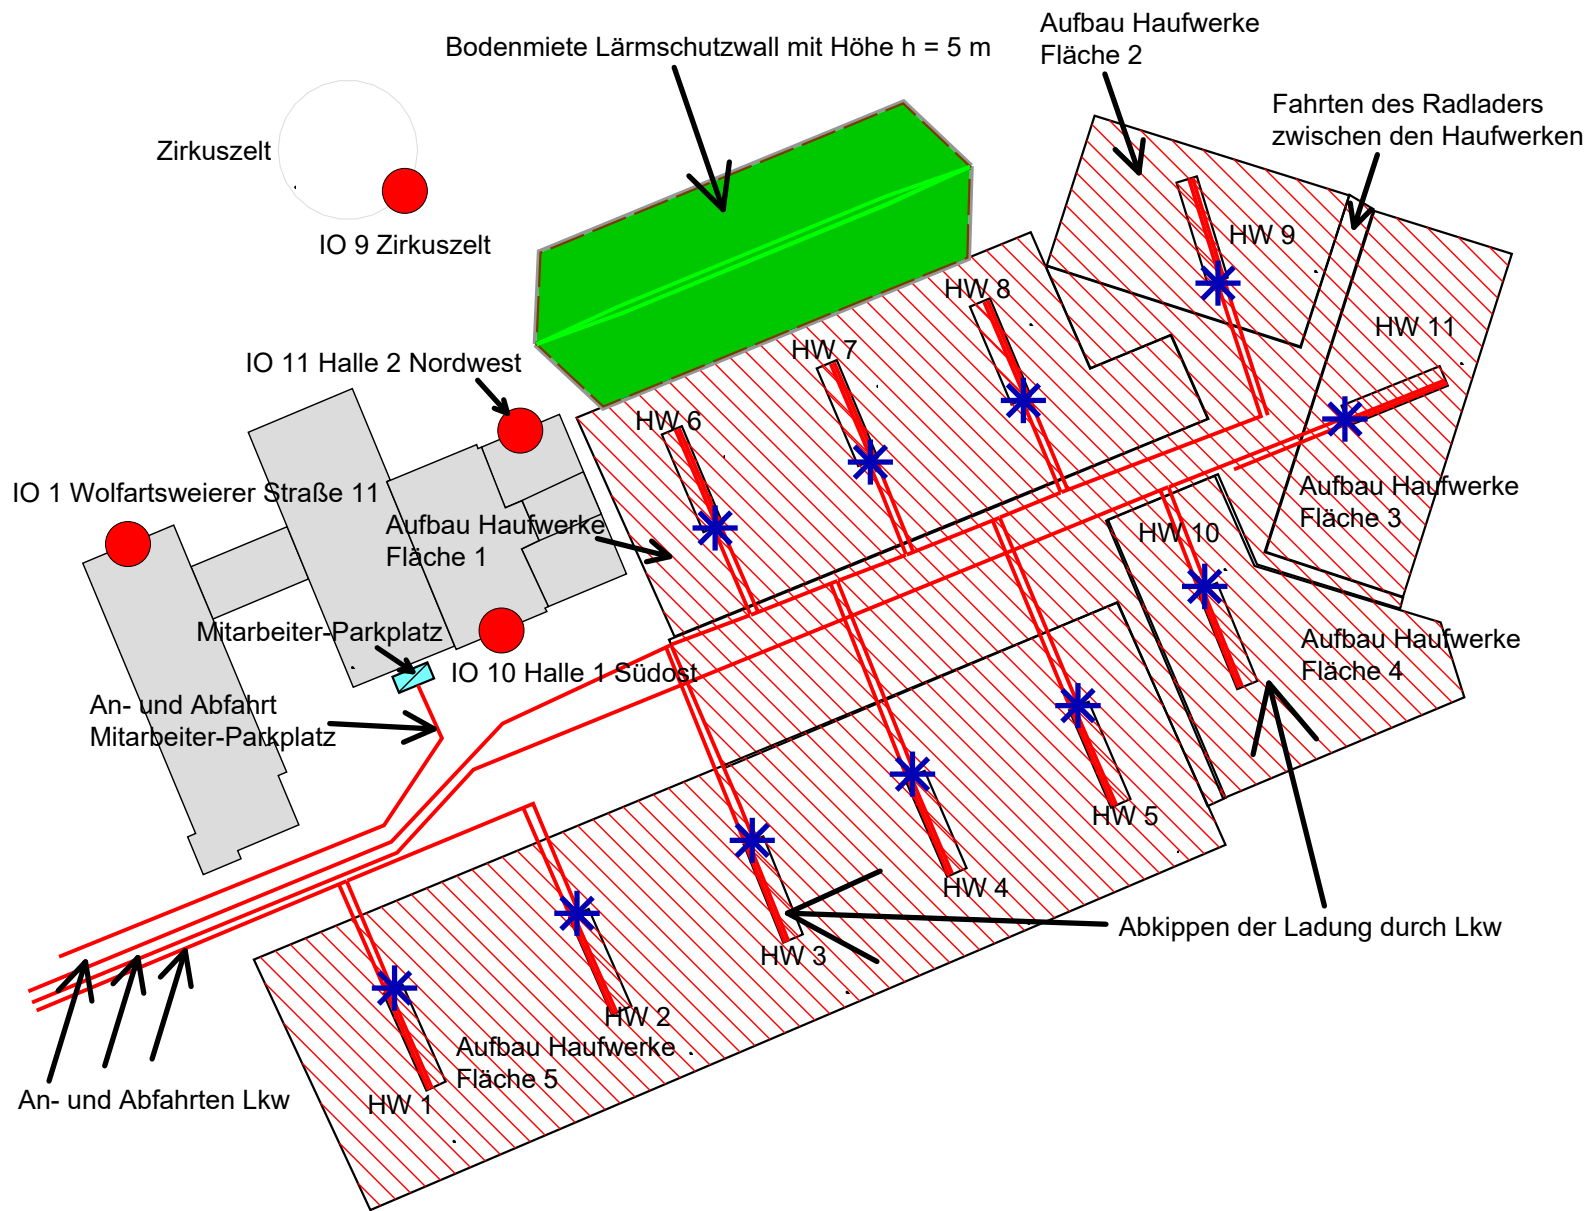 Aufbau Haufwerke
Fläche 2
Bodenmiete Lärmschutzwall mit Höhe h = 5 m
Fahrten des Radladers
zwischen den Haufwerken
Zirkuszelt
IO 9 Zirkuszelt
HW 9
HW 8
HW 11
HW 7
IO 11 Halle 2 Nordwest
HW 6
IO 1 Wolfartsweierer Straße 11
Aufbau Haufwerke
Fläche 3
Aufbau Haufwerke
Fläche 1
HW 10
Mitarbeiter-Parkplatz
Aufbau Haufwerke
Fläche 4
IO 10 Halle 1 Südost
An- und Abfahrt
Mitarbeiter-Parkplatz
HW 5
HW 4
Abkippen der Ladung durch Lkw
HW 3
HW 2
Aufbau Haufwerke
Fläche 5
An- und Abfahrten Lkw
HW 1